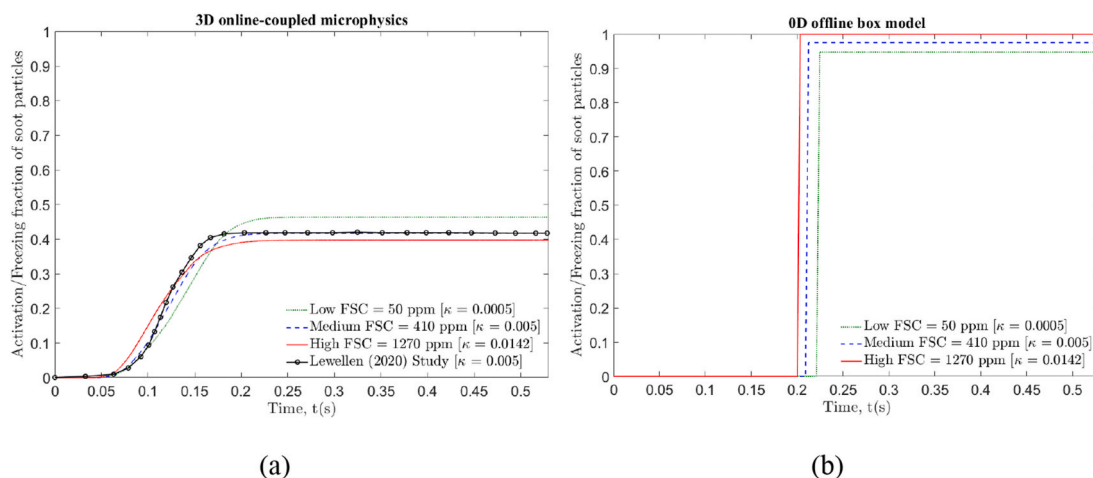 3D online-coupled microphysics
Activation/Freezing fraction of soot particles
1
0.9
0.8
0.7
0.6
0.5
0.4
0.3
0.2
0.1
0
Low FSC = 50 ppm [κ = 0.0005]
Medium FSC = 410 ppm [κ = 0.005]
High FSC = 1270 ppm [κ = 0.0142]
Lewellen (2020) Study [κ = 0.005]
0 0.05 0.1 0.15 0.2 0.25 0.3 0.35 0.4 0.45 0.5
Time, t(s)
(a)
0D offline box model
Activation/Freezing fraction of soot particles
1
0.9
0.8
0.7
0.6
0.5
0.4
0.3
0.2
0.1
0
Low FSC = 50 ppm [κ = 0.0005]
Medium FSC = 410 ppm [κ = 0.005]
High FSC = 1270 ppm [κ = 0.0142]
0 0.05 0.1 0.15 0.2 0.25 0.3 0.35 0.4 0.45 0.5
Time, t(s)
(b)